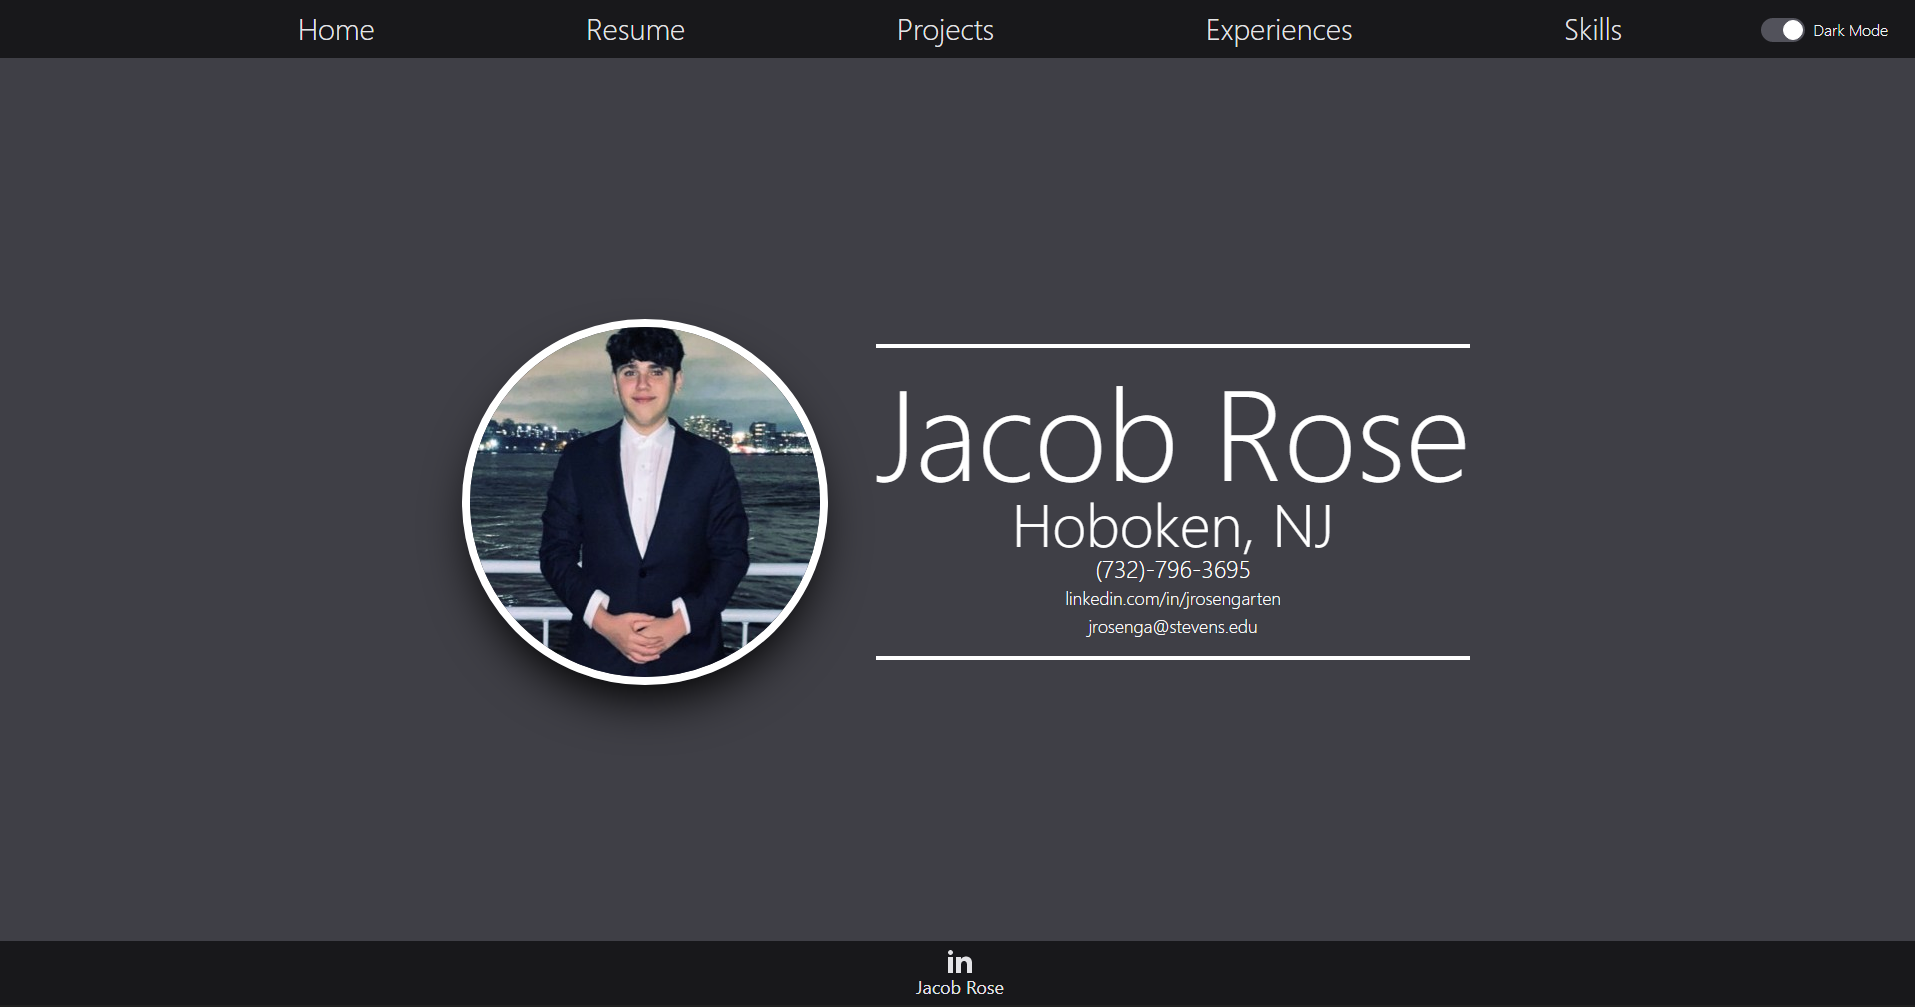 Home Resume Projects Experiences Skills Dark Mode
Jacob Rose
Hoboken, NJ
(732)-796-3695
linkedin.com/in/jrosengarten
jrosenga@stevens.edu
in
Jacob Rose